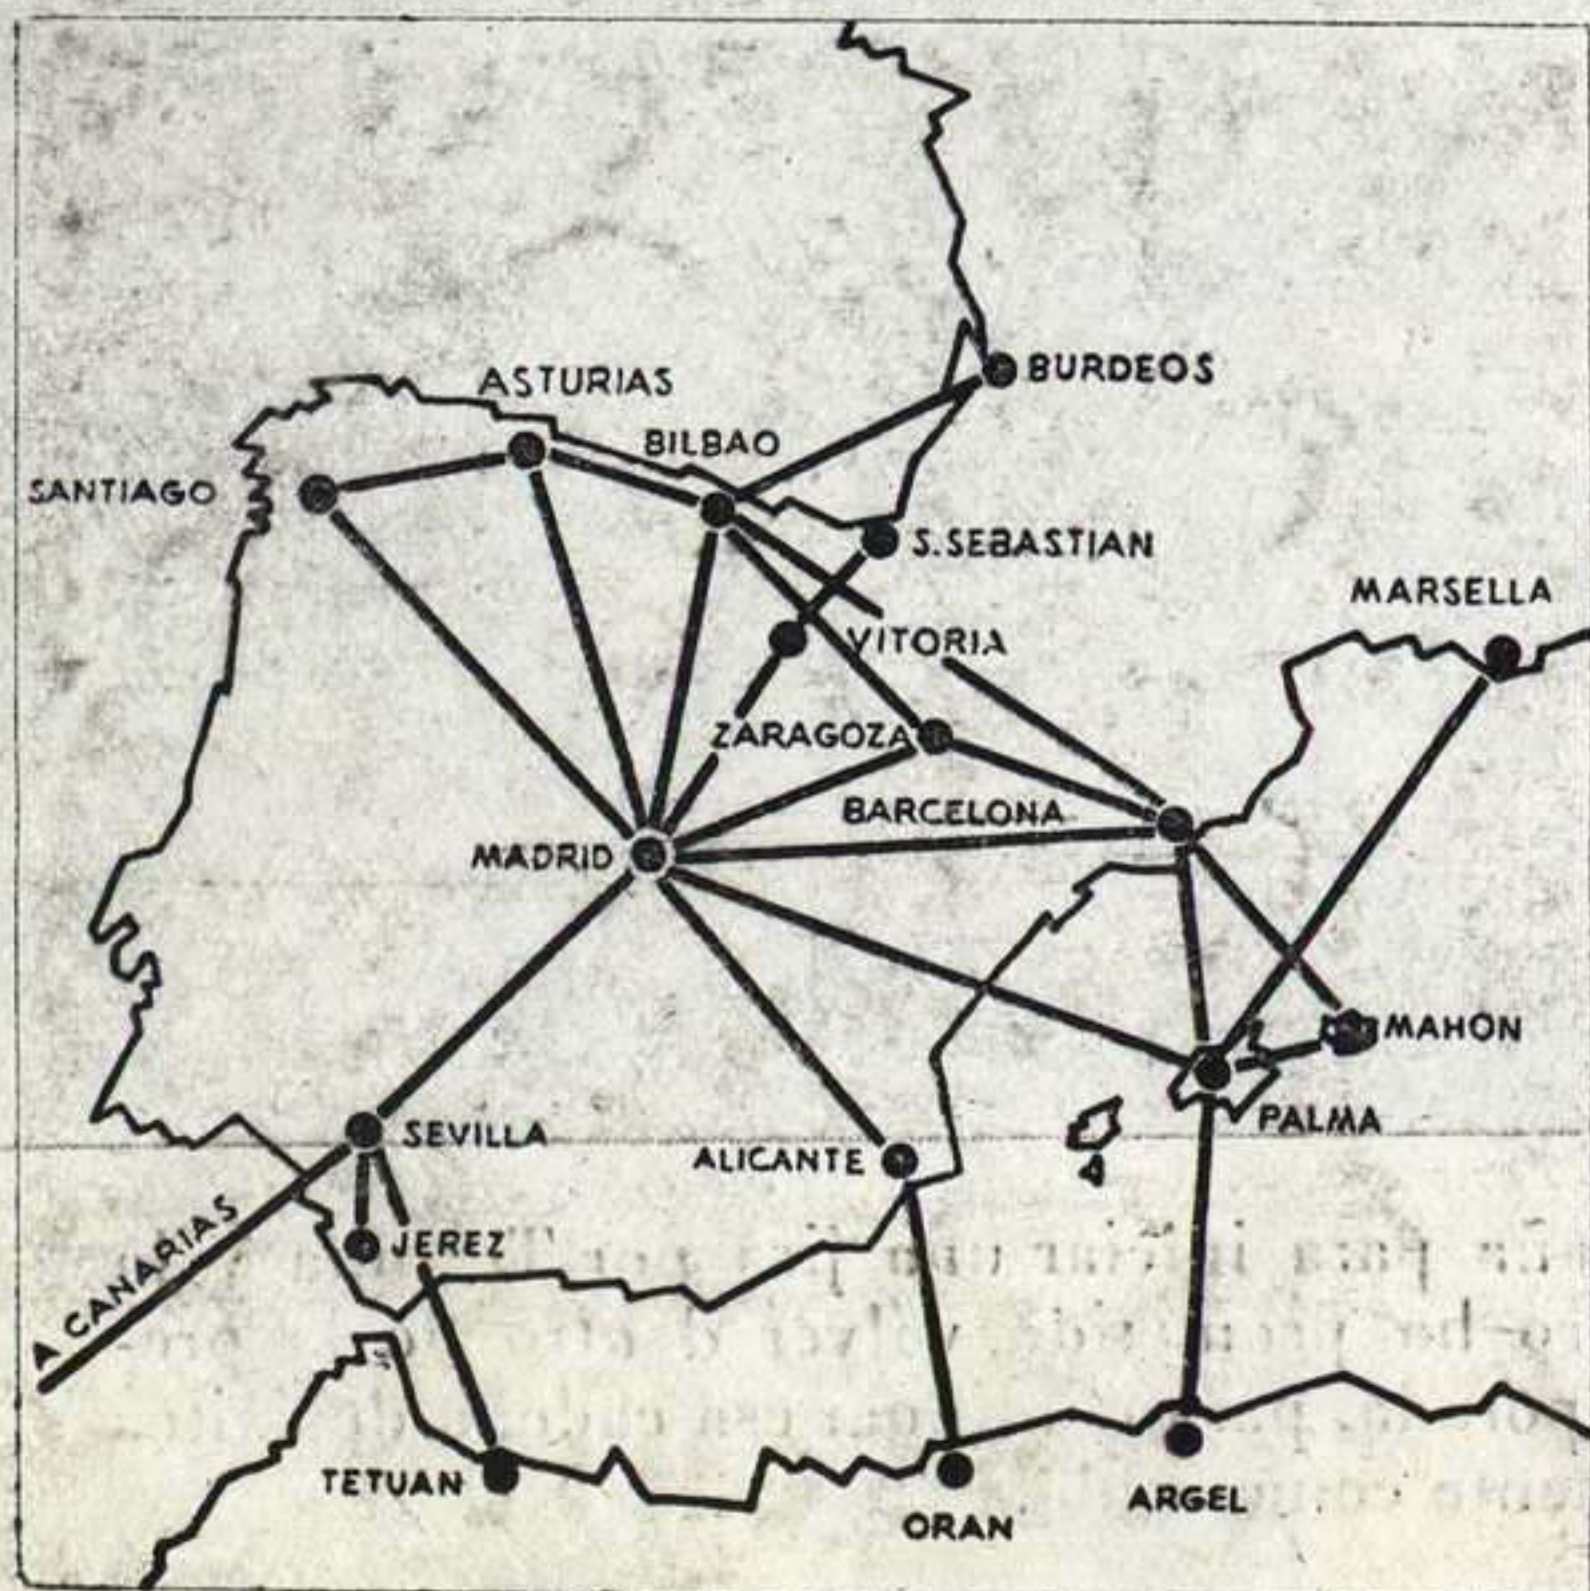 ASTURIAS
BURDEOS
BILBAO
SANTIAGO
S.SEBASTIAN
MARSELLA
VITORIA
ZARAGOZA
BARCELONA
MADRID
MAHON
PALMA
SEVILLA
ALICANTE
A CANARIAS
JEREZ
TETUAN
ORAN
ARGEL